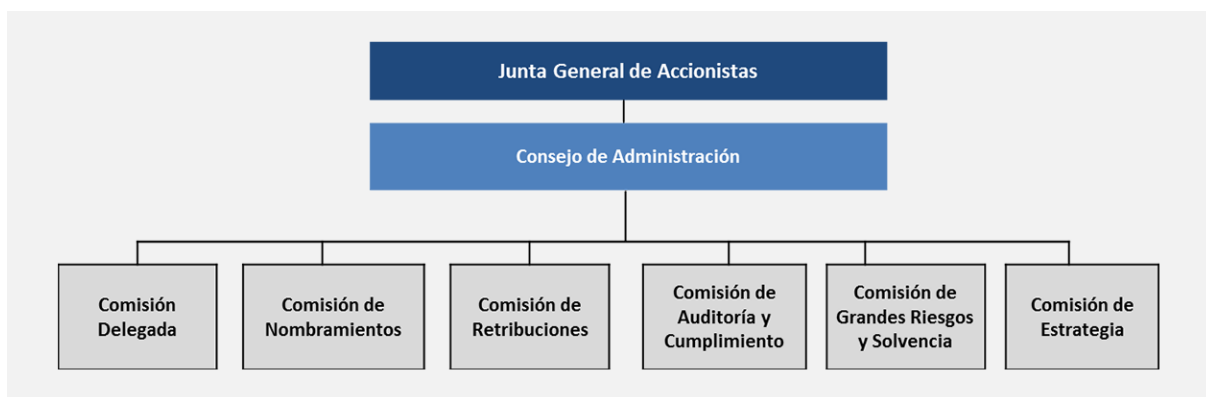 Junta General de Accionistas
Consejo de Administración
Comisión
Delegada
Comisión de
Nombramientos
Comisión de
Retribuciones
Comisión de
Auditoría y
Cumplimiento
Comisión de
Grandes Riesgos
y Solvencia
Comisión de
Estrategia